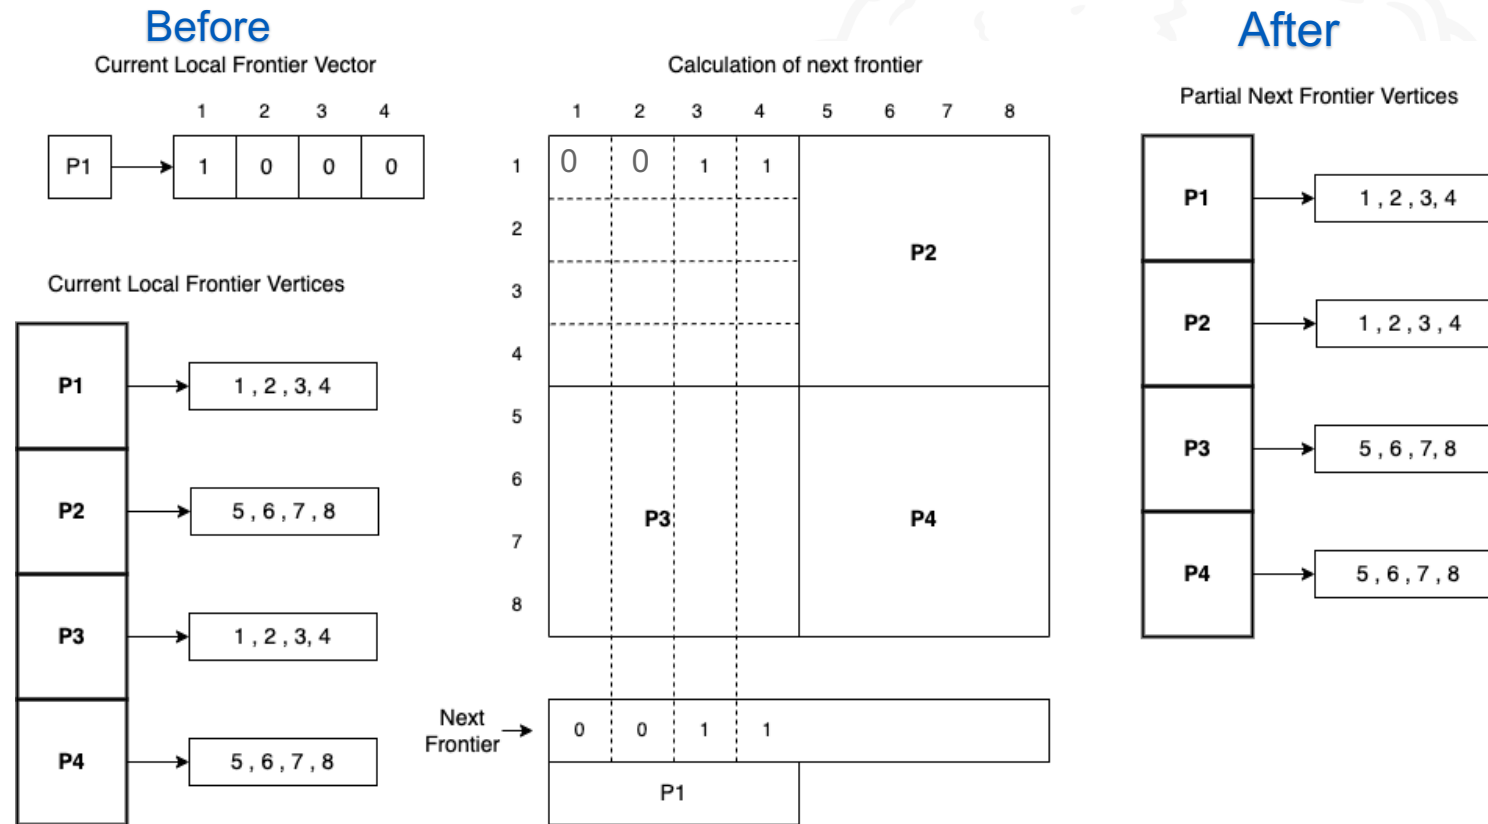 Before
Current Local Frontier Vector
1 2 3 4
P1 1 0 0 0
Current Local Frontier Vertices
P1 1 , 2 , 3, 4
P2 5 , 6 , 7 , 8
P3 1 , 2 , 3, 4
P4 5 , 6 , 7 , 8
Calculation of next frontier
1 2 3 4 5 6 7 8
1 0 0 1 1
2
P2
3
4
5
6
P3 P4
7
8
Next
Frontier
0 0 1 1
P1
After
Partial Next Frontier Vertices
P1 1 , 2 , 3, 4
P2 1 , 2 , 3 , 4
P3 5 , 6 , 7, 8
P4 5 , 6 , 7 , 8